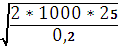 √(2 * 1000 * 25 / 0,2)